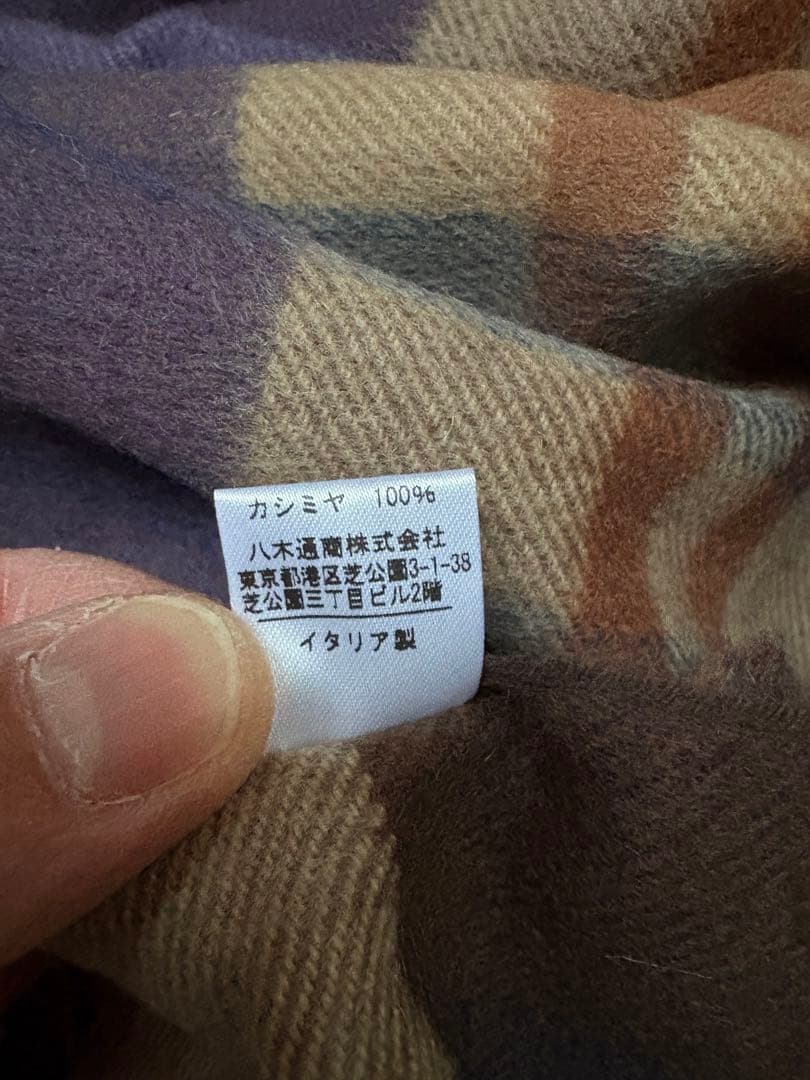 カシミヤ 100%
八木通商株式会社
東京都港区芝公園3-1-38
芝公園三丁目ビル2階
イタリア製